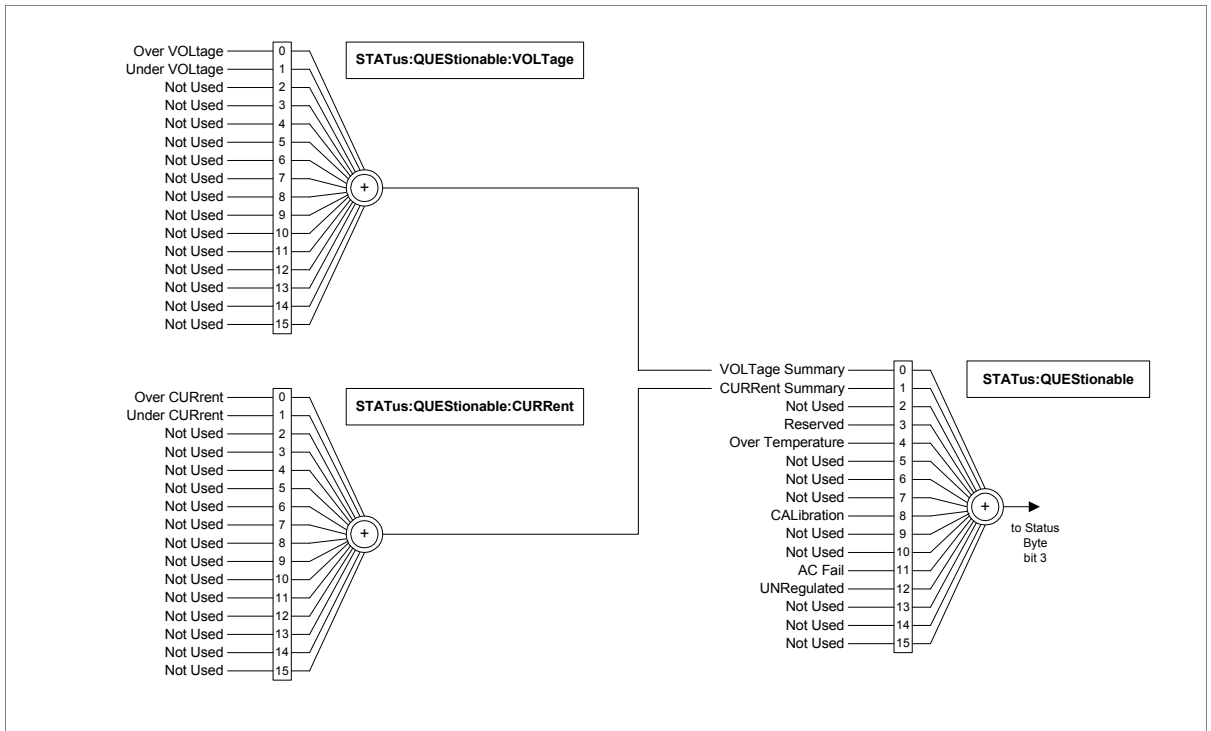 Over VOLtage 0
Under VOLtage 1
Not Used 2
Not Used 3
Not Used 4
Not Used 5
Not Used 6
Not Used 7
Not Used 8
Not Used 9
Not Used 10
Not Used 11
Not Used 12
Not Used 13
Not Used 14
Not Used 15
STATus:QUEStionable:VOLTage
+
Over CURrent 0
Under CURrent 1
Not Used 2
Not Used 3
Not Used 4
Not Used 5
Not Used 6
Not Used 7
Not Used 8
Not Used 9
Not Used 10
Not Used 11
Not Used 12
Not Used 13
Not Used 14
Not Used 15
STATus:QUEStionable:CURRent
+
VOLTage Summary 0
CURRent Summary 1
Not Used 2
Reserved 3
Over Temperature 4
Not Used 5
Not Used 6
Not Used 7
CALibration 8
Not Used 9
Not Used 10
AC Fail 11
UNRegulated 12
Not Used 13
Not Used 14
Not Used 15
STATus:QUEStionable
+
to Status
Byte
bit 3